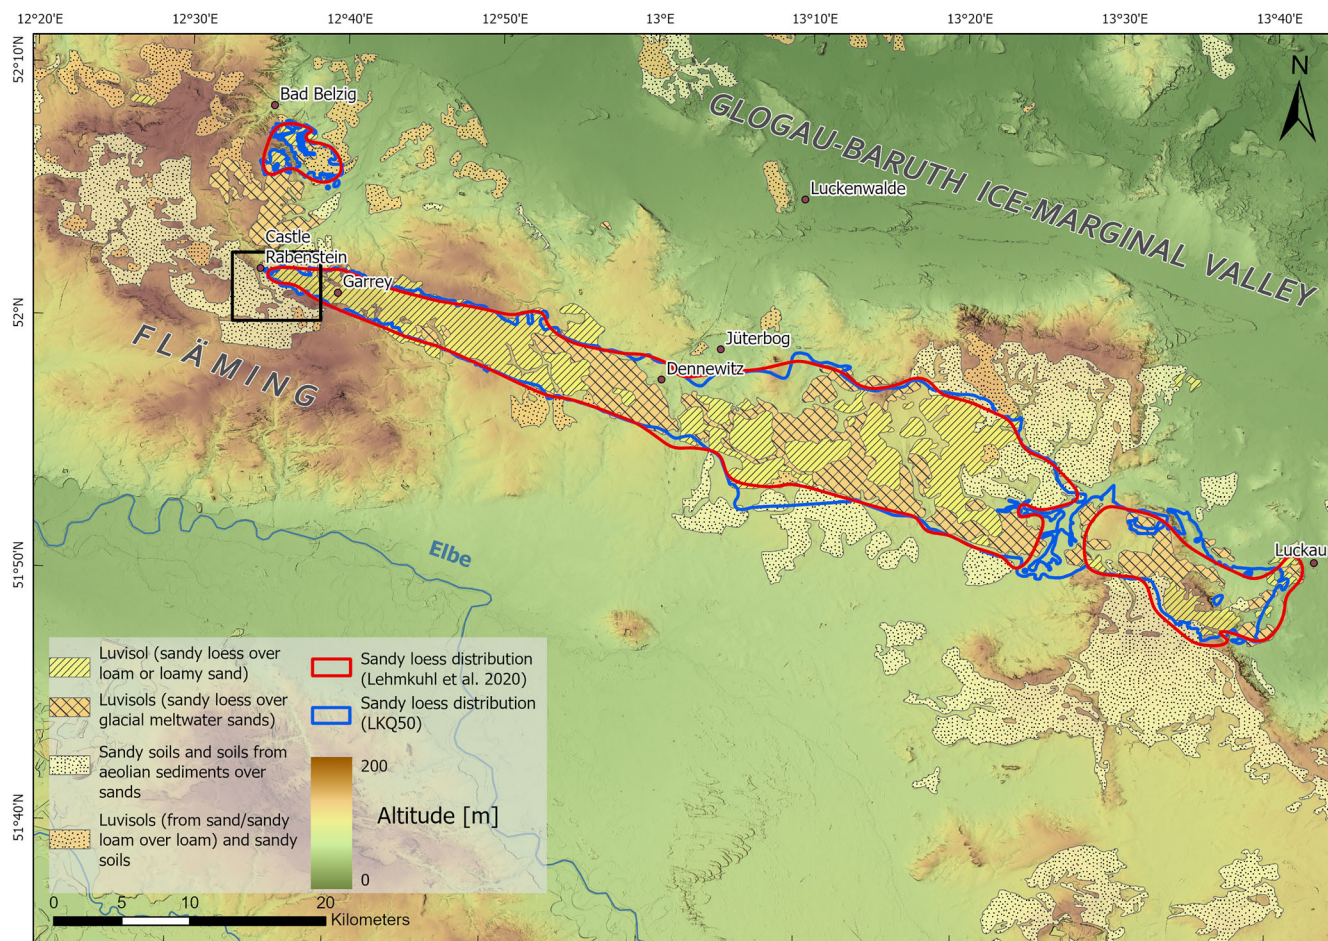 12°20'E 12°30'E 12°40'E 12°50'E 13°E 13°10'E 13°20'E 13°30'E 13°40'E
52°10'N
52°N
51°50'N
51°40'N
N
Bad Belzig
GLOGAU-BARUTH ICE-MARGINAL VALLEY
Luckenwalde
Castle
Rabenstein
Garrey
FLÄMING
Jüterbog
Dennewitz
Luckau
Elbe
Luvisol (sandy loess over
loam or loamy sand)
Luvisols (sandy loess over
glacial meltwater sands)
Sandy soils and soils from
aeolian sediments over
sands
Luvisols (from sand/sandy
loam over loam) and sandy
soils
Sandy loess distribution
(Lehmkuhl et al. 2020)
Sandy loess distribution
(LKQ50)
200
Altitude [m]
0
0 5 10 20
Kilometers